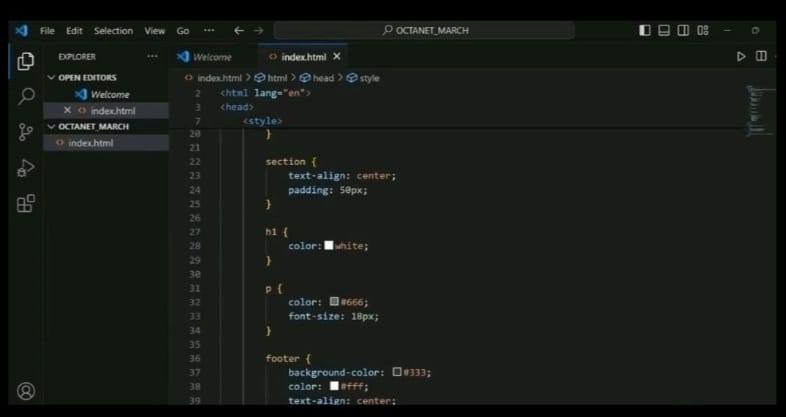 File Edit Selection View Go ··· ← → OCTANET_MARCH
EXPLORER ···
OPEN EDITORS
Welcome
× <> index.html
OCTANET_MARCH
<> index.html
Welcome <> index.html ×
<> index.html > html > head > style
2 <html lang="en">
3 <head>
7 <style>
20 }
21
22 section {
23 text-align: center;
24 padding: 50px;
25 }
26
27 h1 {
28 color: white;
29 }
30
31 p {
32 color: #666;
33 font-size: 18px;
34 }
35
36 footer {
37 background-color: #333;
38 color: #fff;
39 text-align: center;